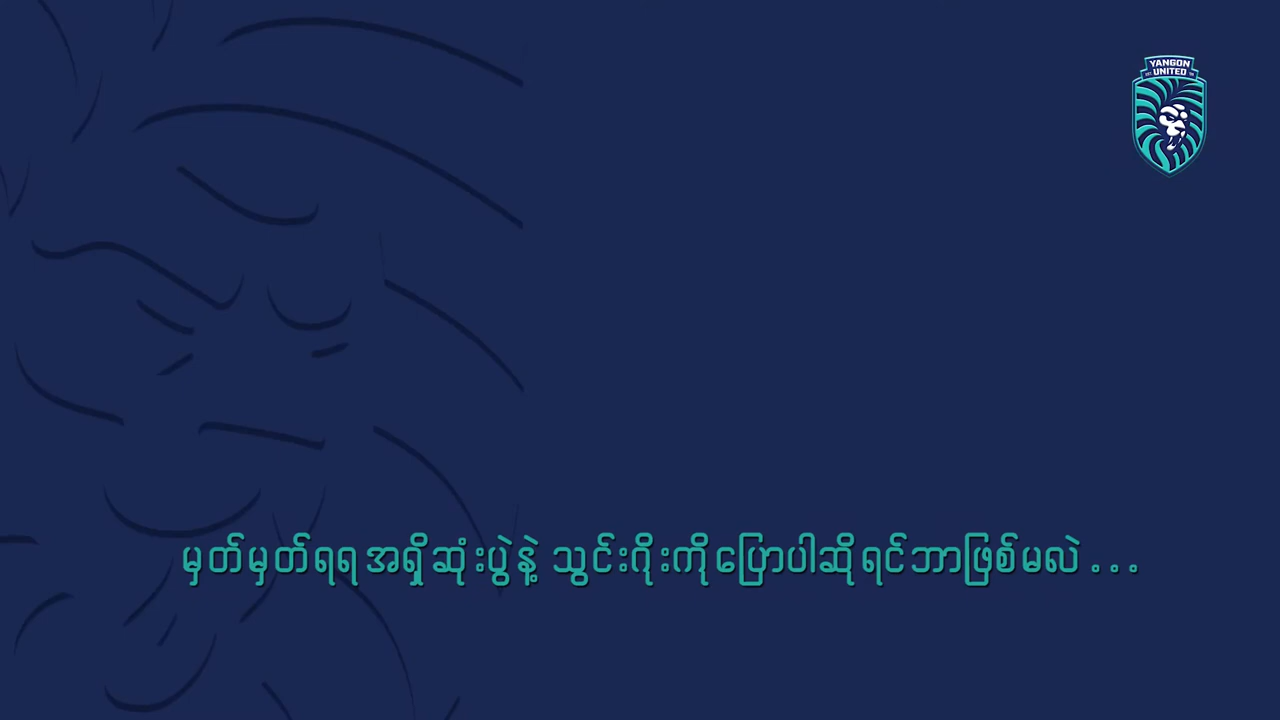 YANGON
UNITED
မှတ်မှတ်ရရ အရှိဆုံးပွဲနဲ့ သွင်းဂိုးကို ပြောပါဆိုရင်ဘာဖြစ်မလဲ . . .